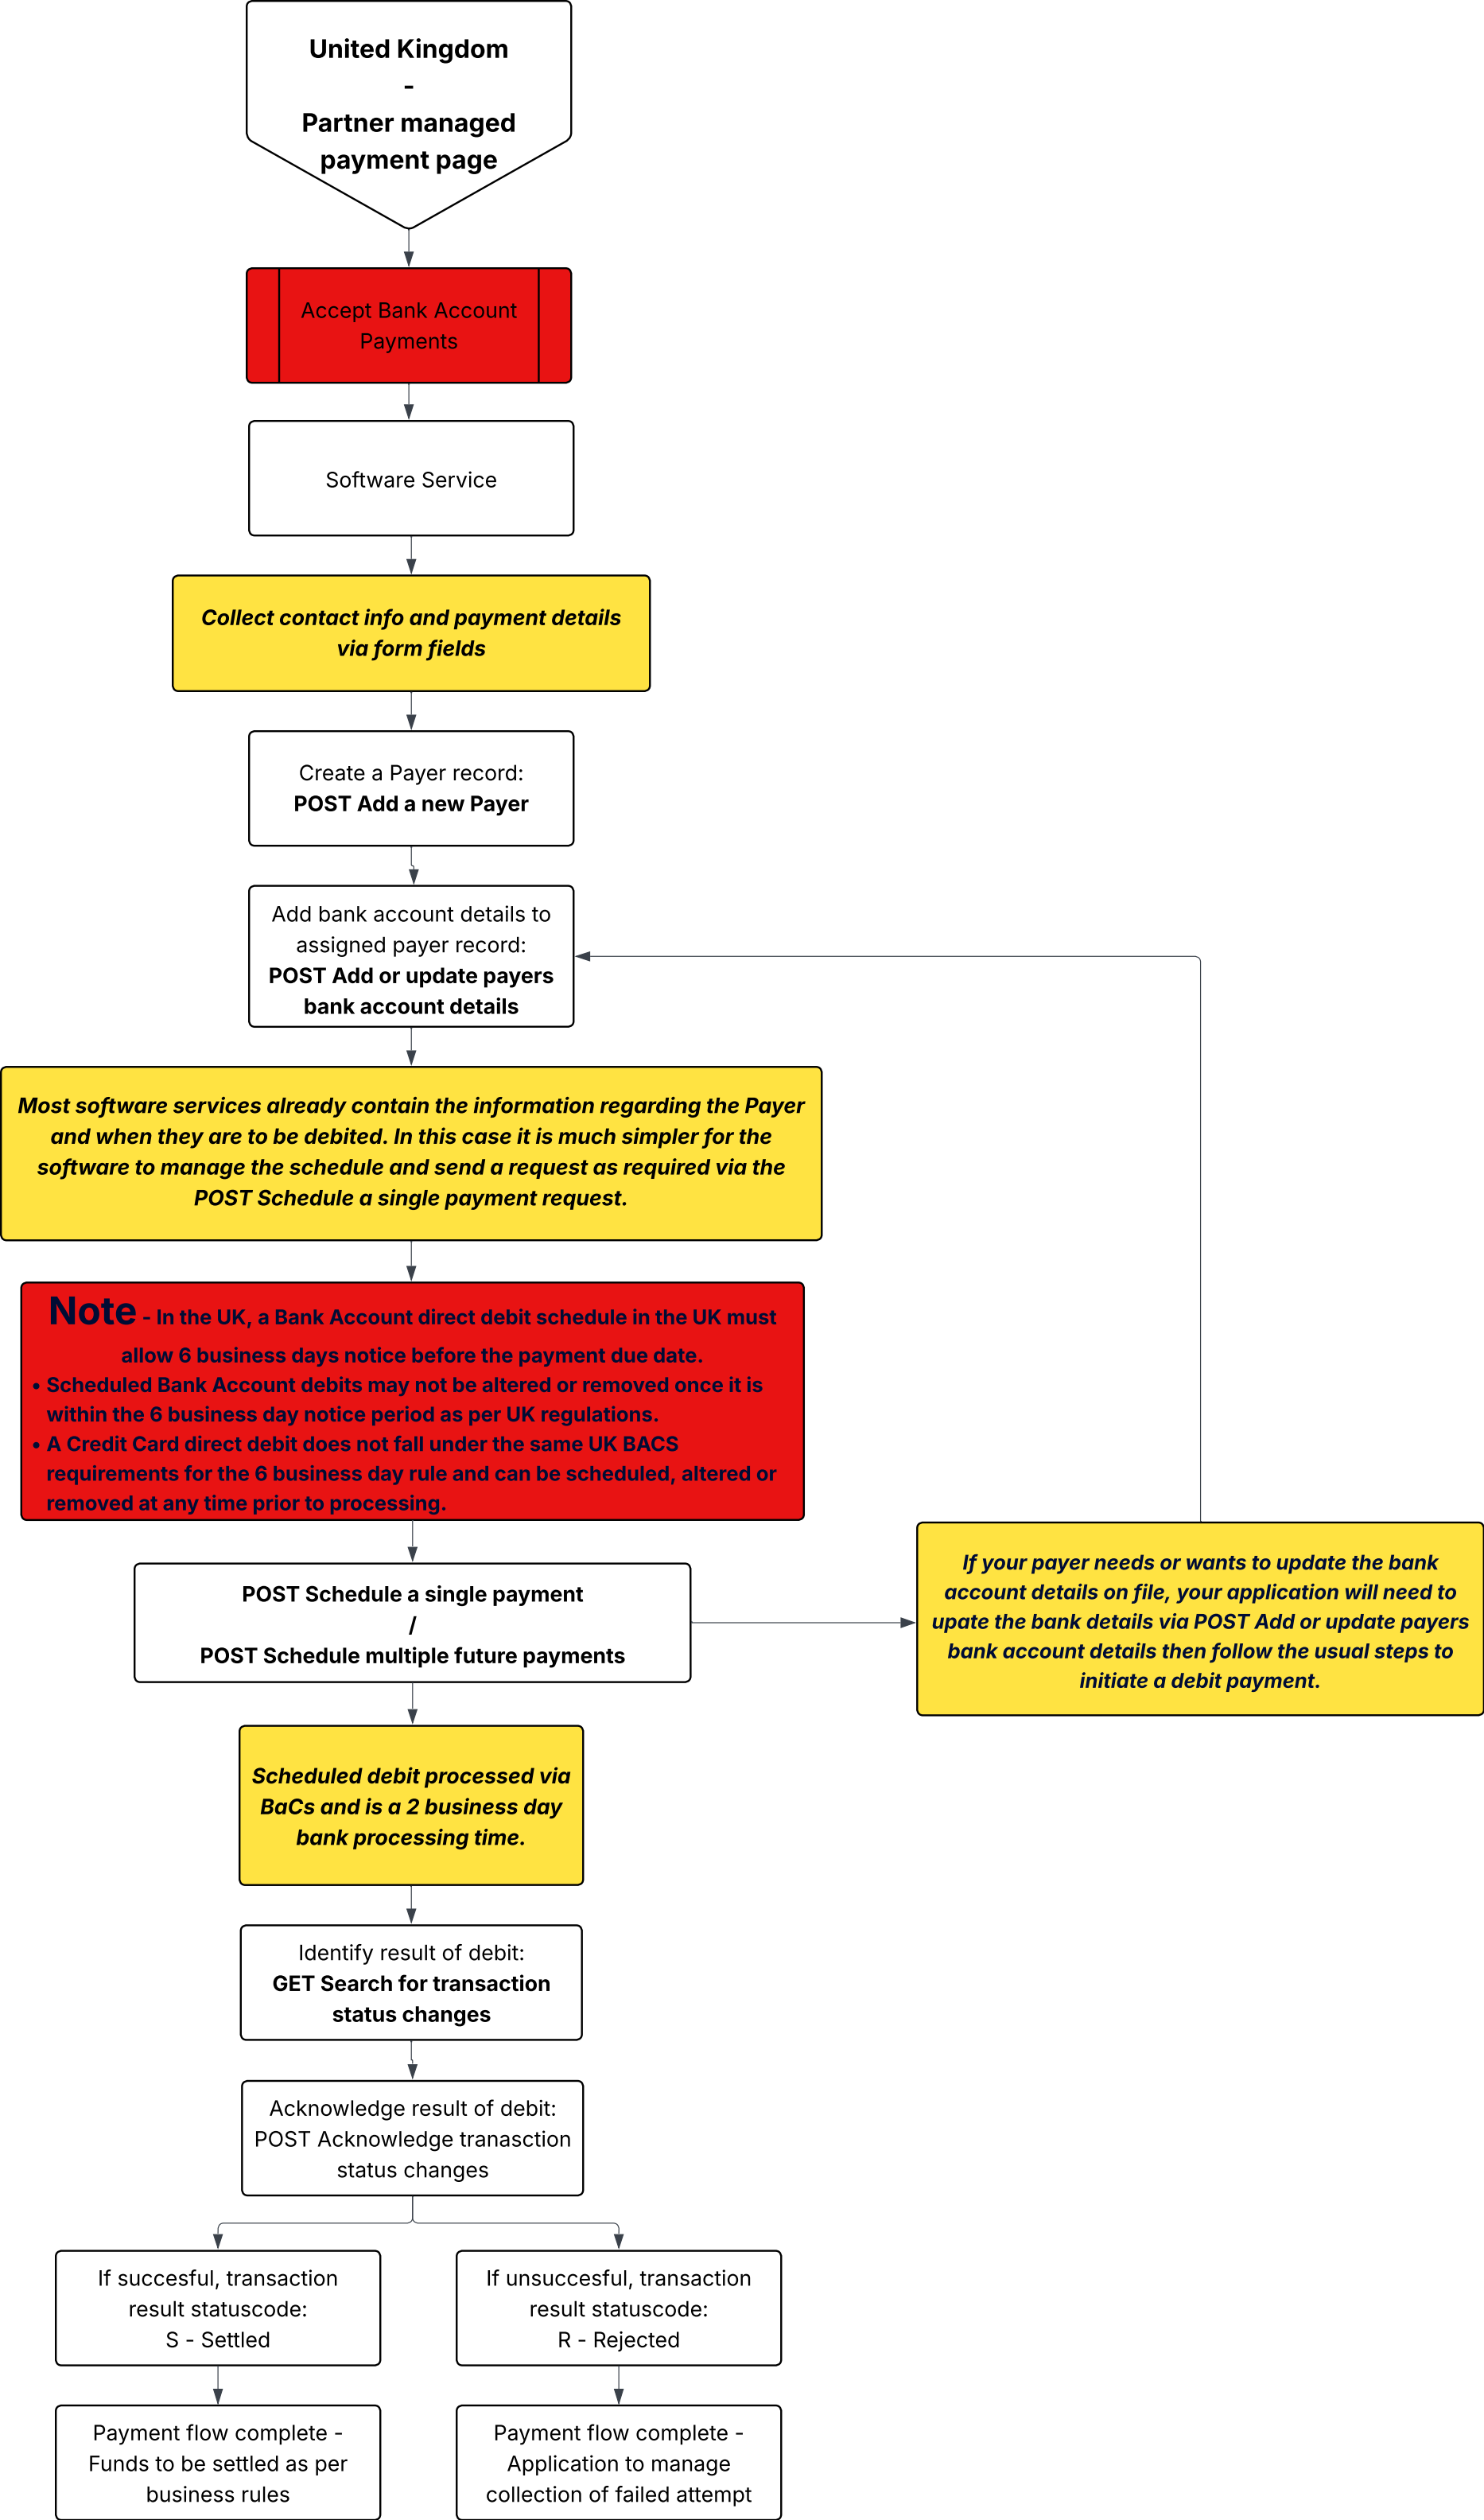 United Kingdom
-
Partner managed
payment page
Accept Bank Account
Payments
Software Service
Collect contact info and payment details
via form fields
Create a Payer record:
POST Add a new Payer
Add bank account details to
assigned payer record:
POST Add or update payers
bank account details
Most software services already contain the information regarding the Payer
and when they are to be debited. In this case it is much simpler for the
software to manage the schedule and send a request as required via the
POST Schedule a single payment request.
Note - In the UK, a Bank Account direct debit schedule in the UK must
allow 6 business days notice before the payment due date.
• Scheduled Bank Account debits may not be altered or removed once it is
within the 6 business day notice period as per UK regulations.
• A Credit Card direct debit does not fall under the same UK BACS
requirements for the 6 business day rule and can be scheduled, altered or
removed at any time prior to processing.
POST Schedule a single payment
/
POST Schedule multiple future payments
If your payer needs or wants to update the bank
account details on file, your application will need to
upate the bank details via POST Add or update payers
bank account details then follow the usual steps to
initiate a debit payment.
Scheduled debit processed via
BaCs and is a 2 business day
bank processing time.
Identify result of debit:
GET Search for transaction
status changes
Acknowledge result of debit:
POST Acknowledge tranasction
status changes
If succesful, transaction
result statuscode:
S - Settled
If unsuccesful, transaction
result statuscode:
R - Rejected
Payment flow complete -
Funds to be settled as per
business rules
Payment flow complete -
Application to manage
collection of failed attempt